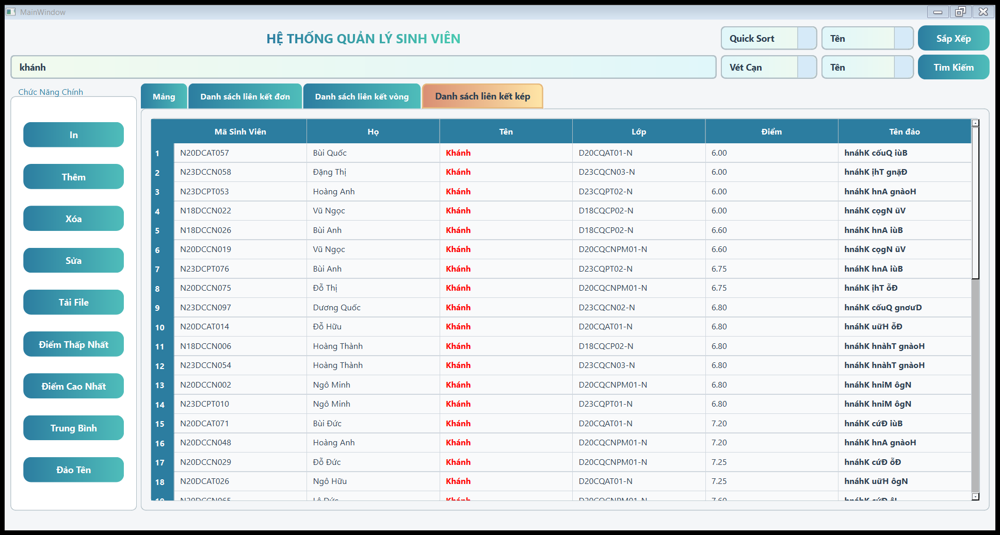 MainWindow
HỆ THỐNG QUẢN LÝ SINH VIÊN
Quick Sort Tên Sắp Xếp
khánh Vét Cạn Tên Tìm Kiếm
Chức Năng Chính
Mảng Danh sách liên kết đơn Danh sách liên kết vòng Danh sách liên kết kép
In
Thêm
Xóa
Sửa
Tải File
Điểm Thấp Nhất
Điểm Cao Nhất
Trung Bình
Đảo Tên
Mã Sinh Viên Họ Tên Lớp Điểm Tên đảo
1 N20DCAT057 Bùi Quốc Khánh D20CQAT01-N 6.00 hnáhK cốuQ iùB
2 N23DCCN058 Đặng Thị Khánh D23CQCN03-N 6.00 hnáhK ịhT gnặĐ
3 N23DCPT053 Hoàng Anh Khánh D23CQPT02-N 6.00 hnáhK hnA gnàoH
4 N18DCCN022 Vũ Ngọc Khánh D18CQCP02-N 6.00 hnáhK cọgN ũV
5 N18DCCN026 Bùi Anh Khánh D18CQCP02-N 6.60 hnáhK hnA iùB
6 N20DCCN019 Vũ Ngọc Khánh D20CQCNPM01-N 6.60 hnáhK cọgN ũV
7 N23DCPT076 Bùi Anh Khánh D23CQPT02-N 6.75 hnáhK hnA iùB
8 N20DCCN075 Đỗ Thị Khánh D20CQCNPM01-N 6.75 hnáhK ịhT ỗĐ
9 N23DCCN097 Dương Quốc Khánh D23CQCN02-N 6.80 hnáhK cốuQ gnơưD
10 N20DCAT014 Đỗ Hữu Khánh D20CQAT01-N 6.80 hnáhK uữH ỗĐ
11 N18DCCN006 Hoàng Thành Khánh D18CQCP02-N 6.80 hnáhK hnàhT gnàoH
12 N23DCCN054 Hoàng Thành Khánh D23CQCN03-N 6.80 hnáhK hnàhT gnàoH
13 N20DCCN002 Ngô Minh Khánh D20CQCNPM01-N 6.80 hnáhK hniM ôgN
14 N23DCPT010 Ngô Minh Khánh D23CQPT01-N 6.80 hnáhK hniM ôgN
15 N20DCAT071 Bùi Đức Khánh D20CQAT01-N 7.20 hnáhK cứĐ iùB
16 N20DCCN048 Hoàng Anh Khánh D20CQCNPM01-N 7.20 hnáhK hnA gnàoH
17 N20DCCN029 Đỗ Đức Khánh D20CQCNPM01-N 7.25 hnáhK cứĐ ỗĐ
18 N20DCAT026 Ngô Hữu Khánh D20CQAT01-N 7.25 hnáhK uữH ôgN
19 N20DCCN065 Lê Đức Khánh D20CQCNPM01-N 7.60 hnáhK cứĐ êL